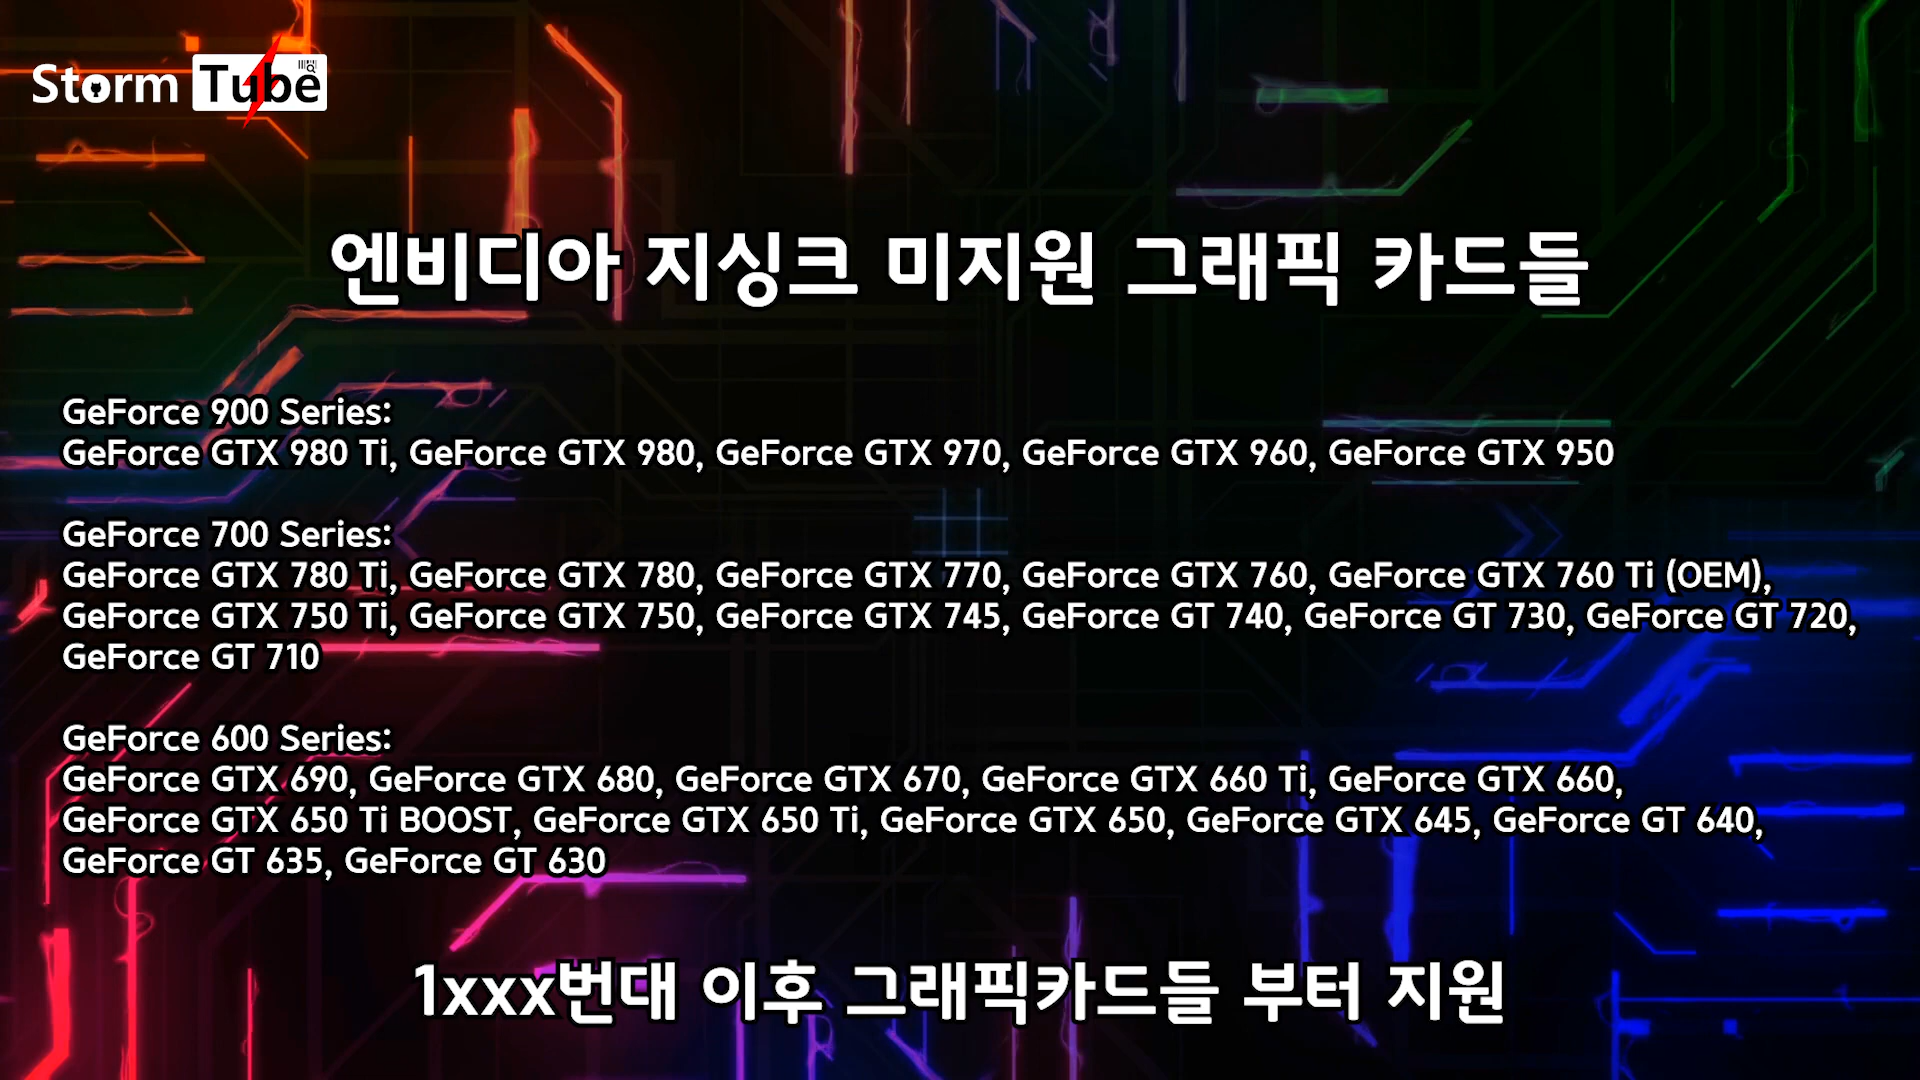 Storm Tube
엔비디아 지싱크 미지원 그래픽 카드들
GeForce 900 Series:
GeForce GTX 980 Ti, GeForce GTX 980, GeForce GTX 970, GeForce GTX 960, GeForce GTX 950
GeForce 700 Series:
GeForce GTX 780 Ti, GeForce GTX 780, GeForce GTX 770, GeForce GTX 760, GeForce GTX 760 Ti (OEM),
GeForce GTX 750 Ti, GeForce GTX 750, GeForce GTX 745, GeForce GT 740, GeForce GT 730, GeForce GT 720,
GeForce GT 710
GeForce 600 Series:
GeForce GTX 690, GeForce GTX 680, GeForce GTX 670, GeForce GTX 660 Ti, GeForce GTX 660,
GeForce GTX 650 Ti BOOST, GeForce GTX 650 Ti, GeForce GTX 650, GeForce GTX 645, GeForce GT 640,
GeForce GT 635, GeForce GT 630
1xxx번대 이후 그래픽카드들 부터 지원